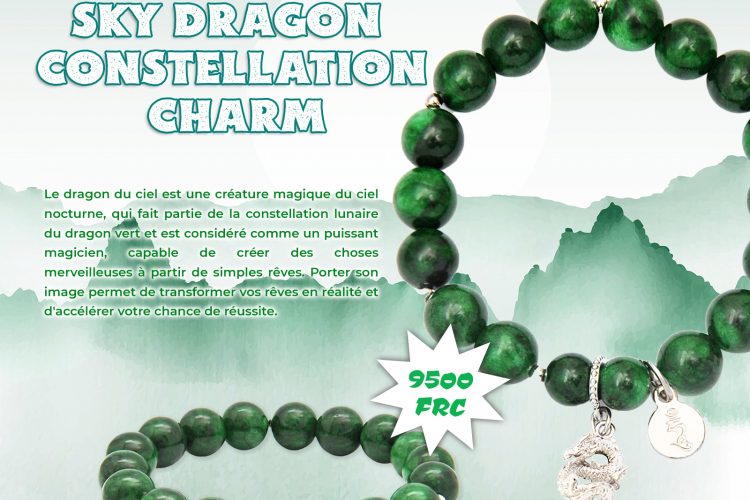 SKY DRAGON
CONSTELLATION
CHARM
Le dragon du ciel est une créature magique du ciel
nocturne, qui fait partie de la constellation lunaire
du dragon vert et est considéré comme un puissant
magicien, capable de créer des choses
merveilleuses à partir de simples rêves. Porter son
image permet de transformer vos rêves en réalité et
d'accélérer votre chance de réussite.
9500
FRC